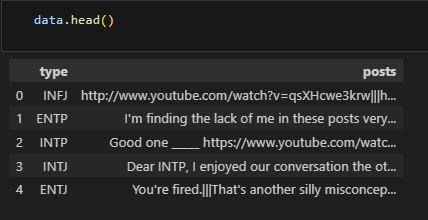 data.head()
type posts
0 INFJ http://www.youtube.com/watch?v=qsXHcwe3krw|||h...
1 ENTP I'm finding the lack of me in these posts very...
2 INTP Good one _____ https://www.youtube.com/watc...
3 INTJ Dear INTP, I enjoyed our conversation the ot...
4 ENTJ You're fired.|||That's another silly misconcep...